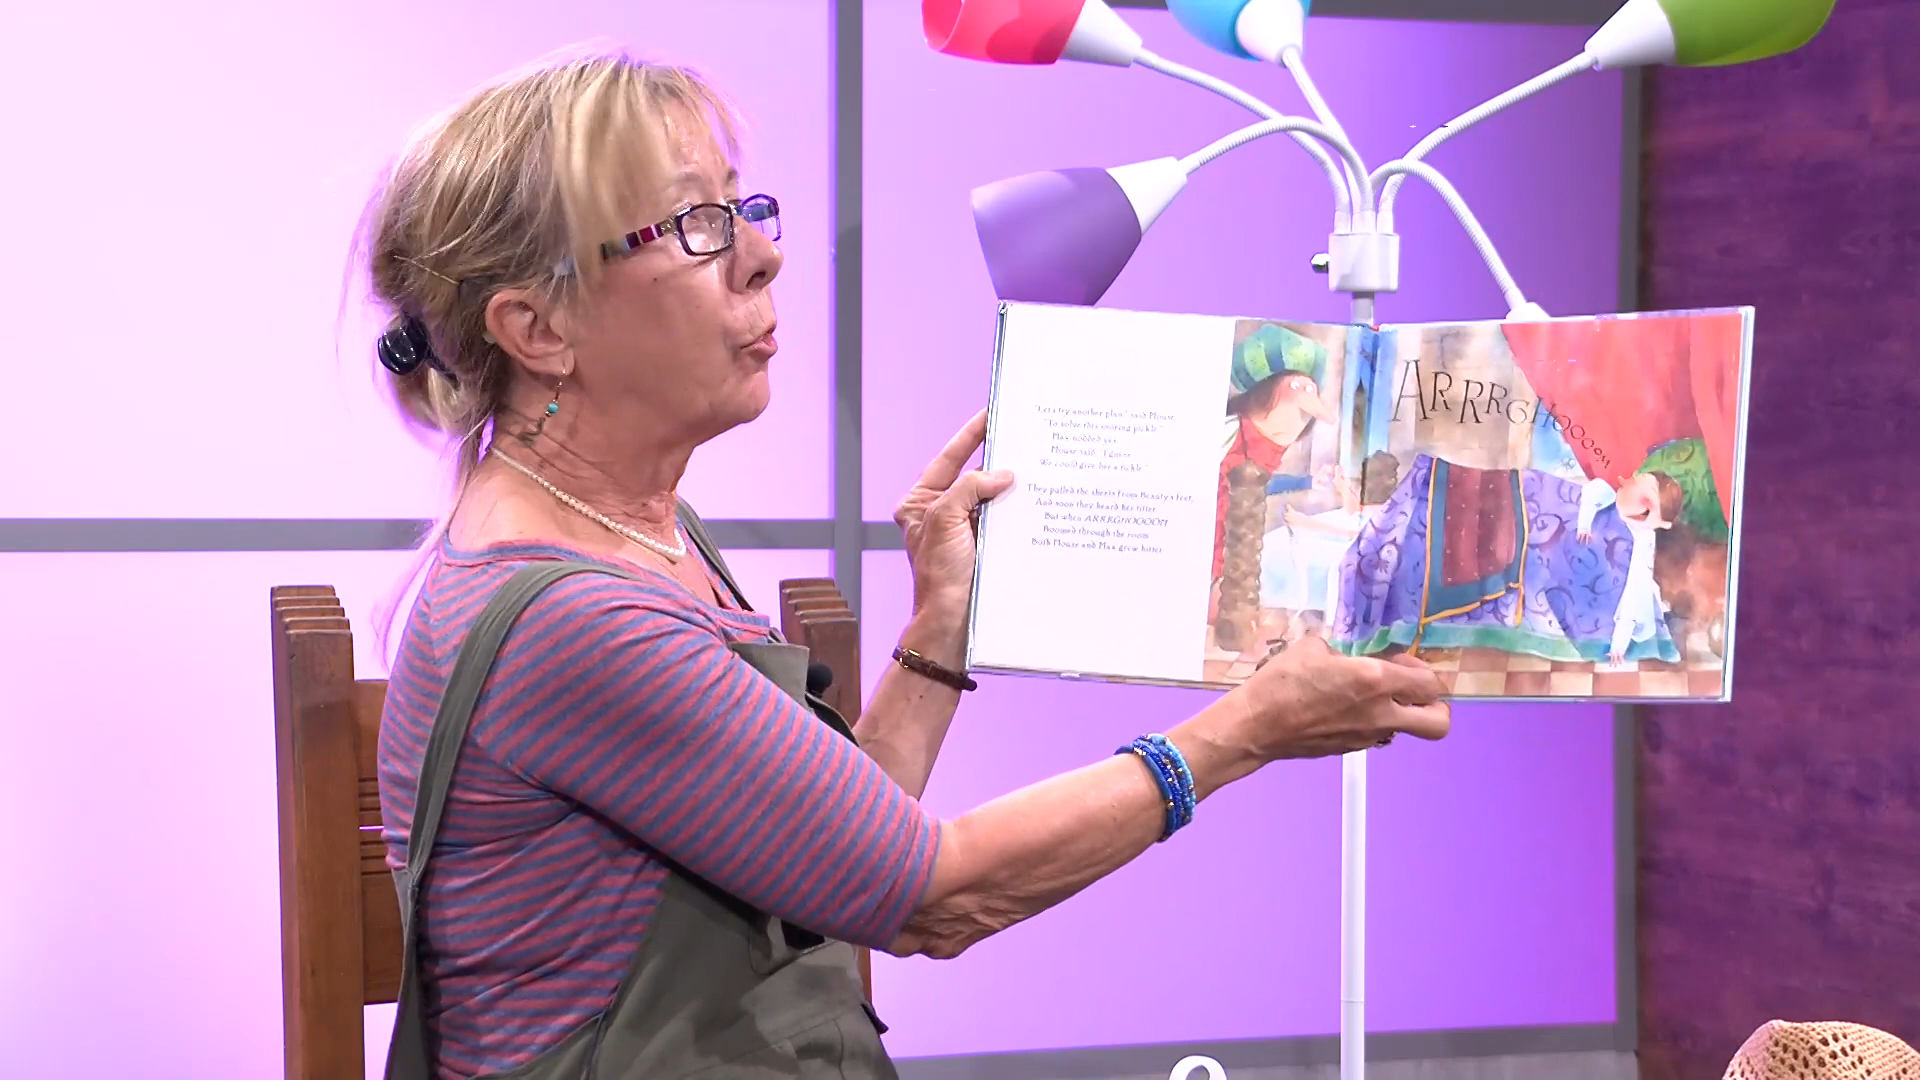 "Let's try another plan," said Mouse.
"To solve this snoring pickle."
Max nodded yes.
Mouse said, "I guess
We could give her a tickle."
They pulled the sheets from Beauty's feet,
And soon they heard her titter.
But when ARRRGHOOOOM
Boomed through the room
Both Mouse and Max grew bitter.
ARRRGHOOOOM